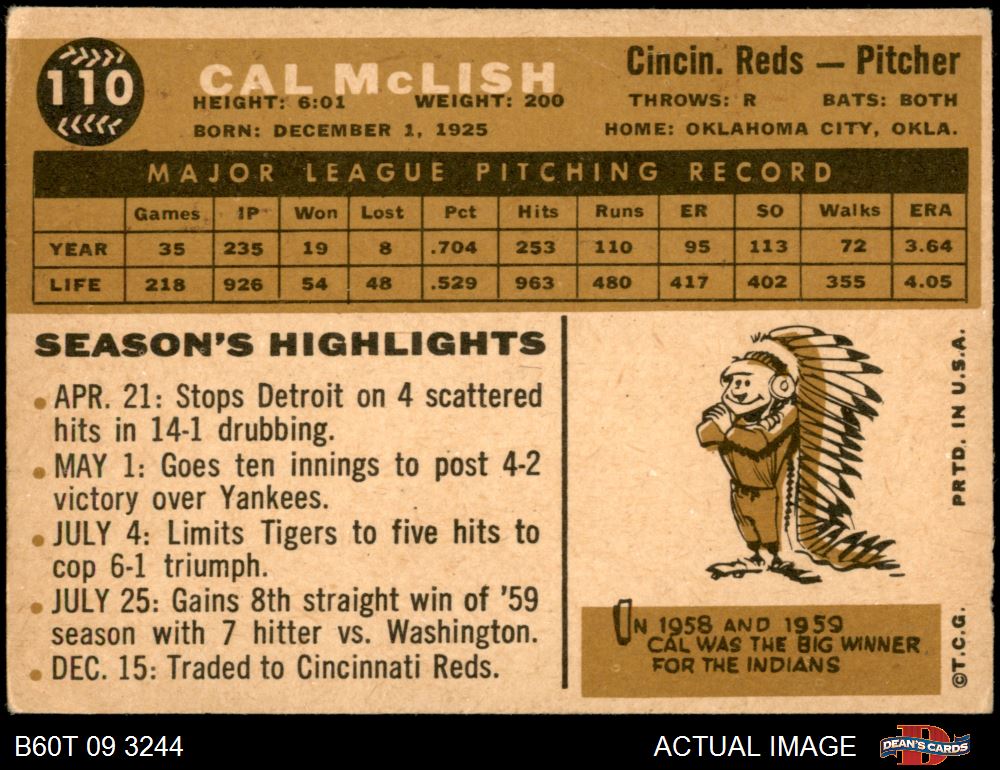 110
CAL McLISH
Cincin. Reds — Pitcher
HEIGHT: 6:01 WEIGHT: 200 THROWS: R BATS: BOTH
BORN: DECEMBER 1, 1925 HOME: OKLAHOMA CITY, OKLA.
MAJOR LEAGUE PITCHING RECORD
Games IP Won Lost Pct Hits Runs ER SO Walks ERA
YEAR 35 235 19 8 .704 253 110 95 113 72 3.64
LIFE 218 926 54 48 .529 963 480 417 402 355 4.05
SEASON'S HIGHLIGHTS
• APR. 21: Stops Detroit on 4 scattered
hits in 14-1 drubbing.
• MAY 1: Goes ten innings to post 4-2
victory over Yankees.
• JULY 4: Limits Tigers to five hits to
cop 6-1 triumph.
• JULY 25: Gains 8th straight win of '59
season with 7 hitter vs. Washington.
• DEC. 15: Traded to Cincinnati Reds.
IN 1958 AND 1959
CAL WAS THE BIG WINNER
FOR THE INDIANS
©T.C.G. PRTD. IN U.S.A.
B60T 09 3244
ACTUAL IMAGE
D
DEAN'S CARDS